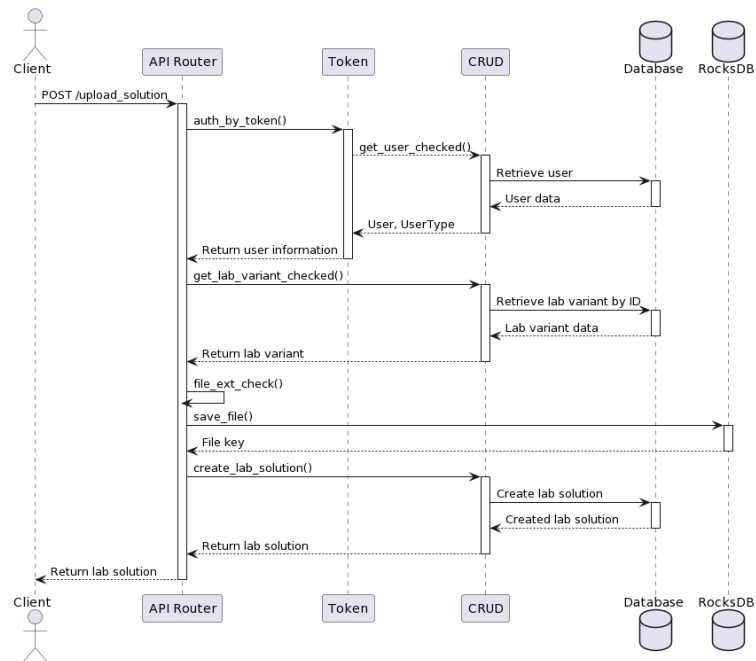 Client
API Router
Token
CRUD
Database
RocksDB
POST /upload_solution
auth_by_token()
get_user_checked()
Retrieve user
User data
User, UserType
Return user information
get_lab_variant_checked()
Retrieve lab variant by ID
Lab variant data
Return lab variant
file_ext_check()
save_file()
File key
create_lab_solution()
Create lab solution
Created lab solution
Return lab solution
Return lab solution
Client
API Router
Token
CRUD
Database
RocksDB